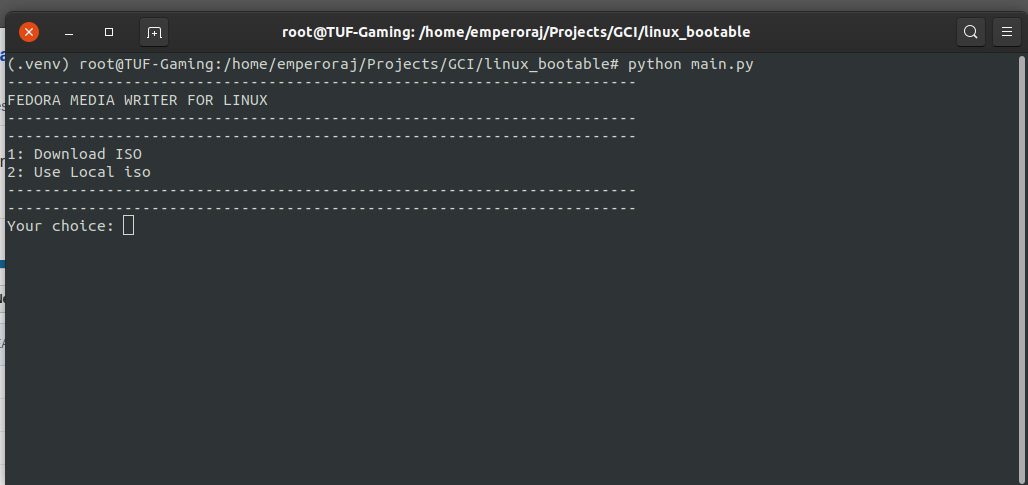 root@TUF-Gaming: /home/emperoraj/Projects/GCI/linux_bootable
(.venv) root@TUF-Gaming:/home/emperoraj/Projects/GCI/linux_bootable# python main.py
----------------------------------------------------------------------
FEDORA MEDIA WRITER FOR LINUX
----------------------------------------------------------------------
----------------------------------------------------------------------
1: Download ISO
2: Use Local iso
----------------------------------------------------------------------
----------------------------------------------------------------------
Your choice: